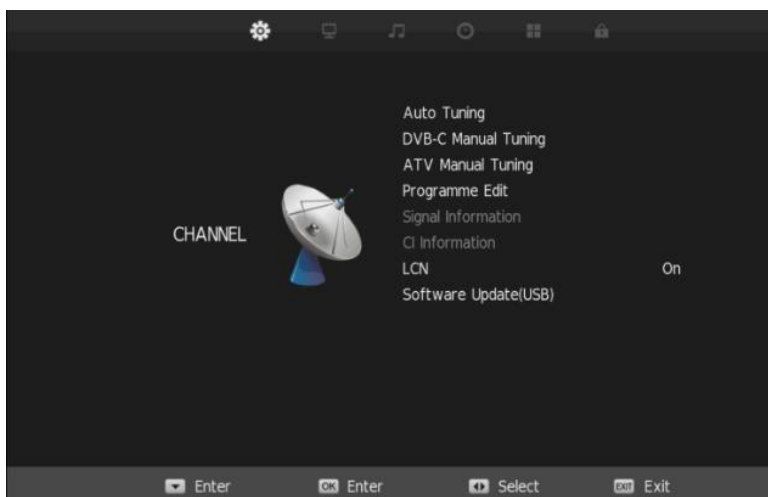 Auto Tuning
DVB-C Manual Tuning
ATV Manual Tuning
Programme Edit
Signal Information
CHANNEL
CI Information
LCN On
Software Update(USB)
Enter OK Enter Select EXIT Exit